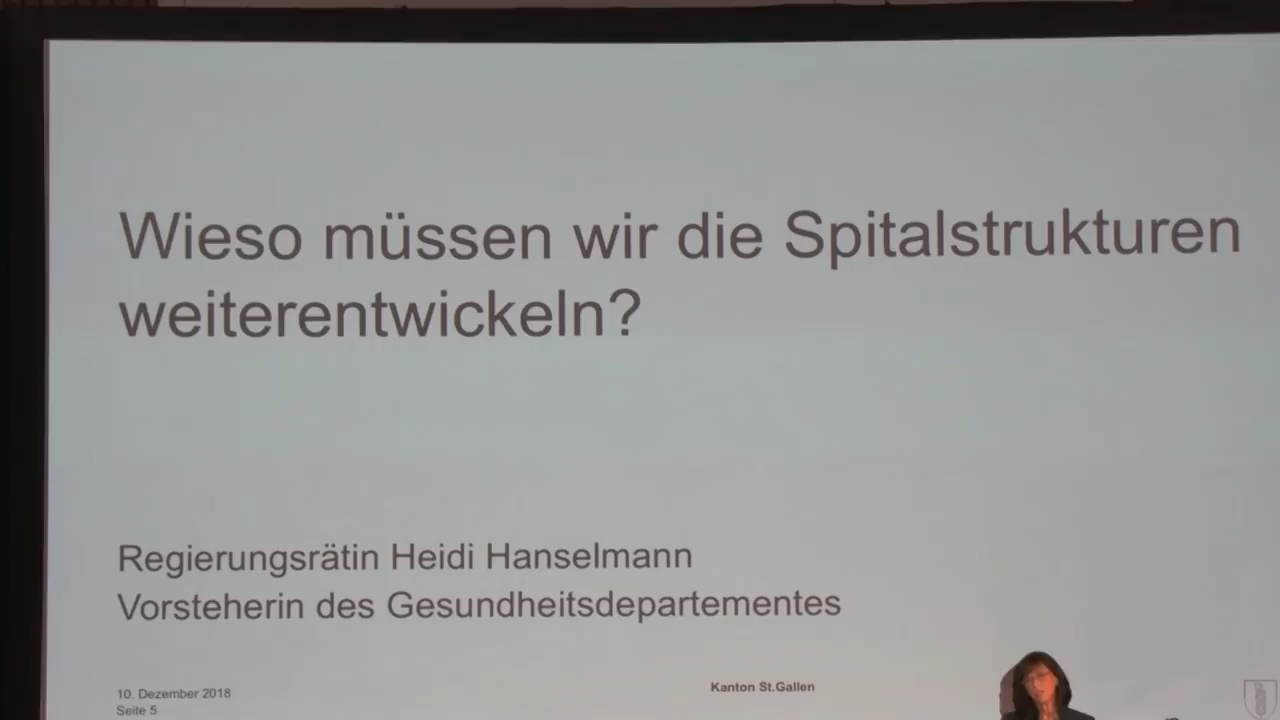 Wieso müssen wir die Spitalstrukturen
weiterentwickeln?
Regierungsrätin Heidi Hanselmann
Vorsteherin des Gesundheitsdepartementes
10. Dezember 2018
Kanton St.Gallen
Seite 5